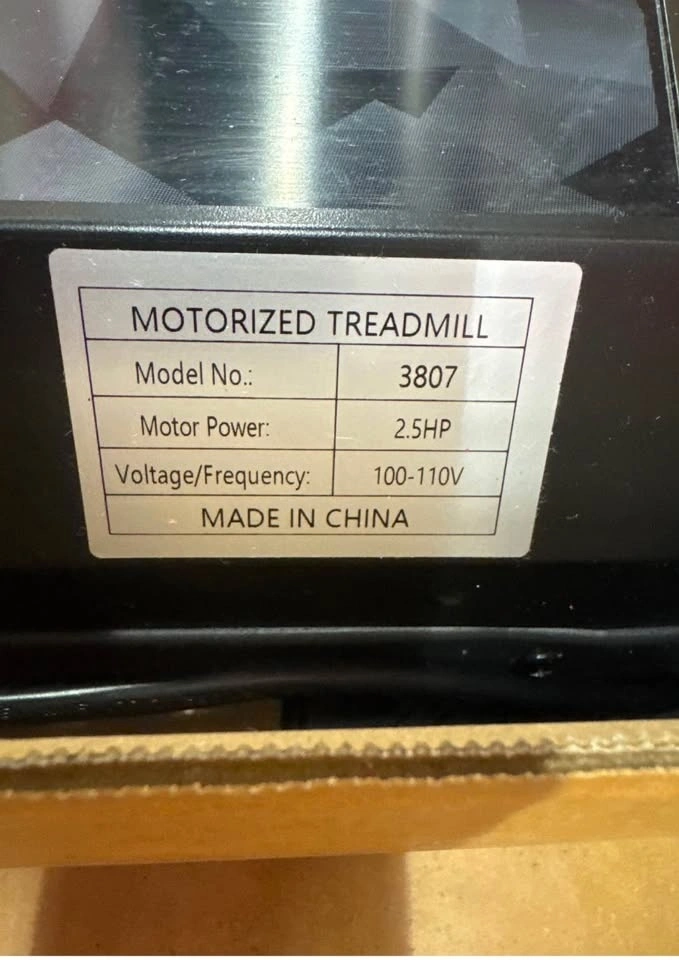 MOTORIZED TREADMILL
Model No.: 3807
Motor Power: 2.5HP
Voltage/Frequency: 100-110V
MADE IN CHINA